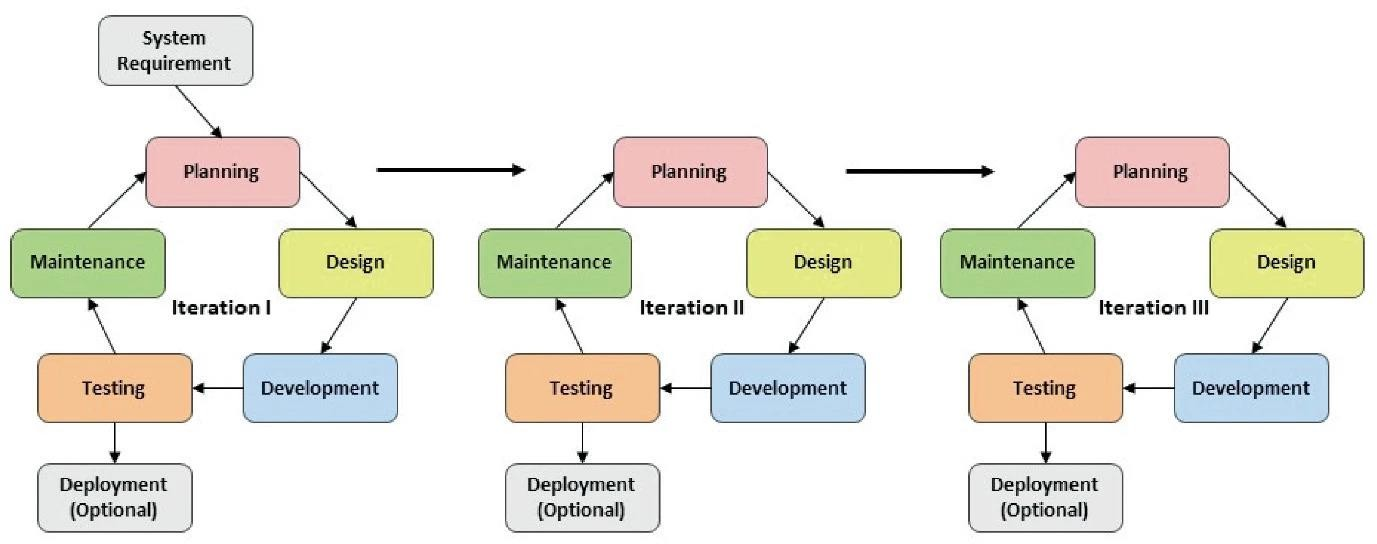 System
Requirement
Planning
Maintenance
Design
Iteration I
Testing
Development
Deployment
(Optional)
Planning
Maintenance
Design
Iteration II
Testing
Development
Deployment
(Optional)
Planning
Maintenance
Design
Iteration III
Testing
Development
Deployment
(Optional)